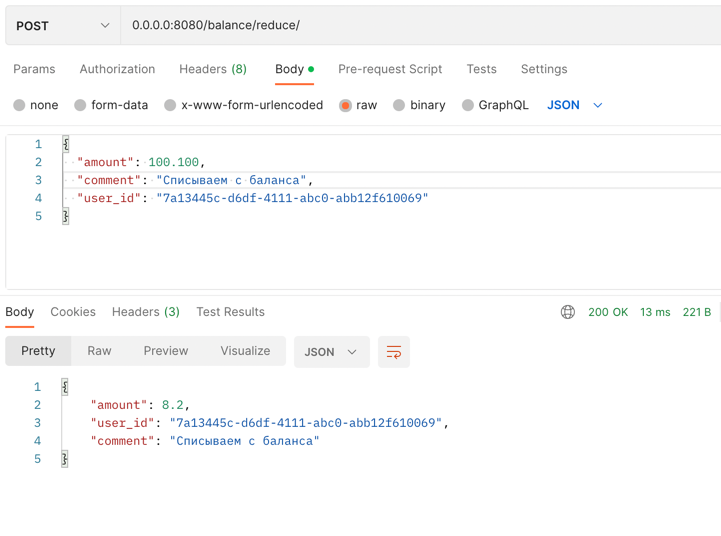 POST 0.0.0.0:8080/balance/reduce/
Params Authorization Headers (8) Body Pre-request Script Tests Settings
none form-data x-www-form-urlencoded raw binary GraphQL JSON
1 {
2 "amount": 100.100,
3 "comment": "Списываем с баланса",
4 "user_id": "7a13445c-d6df-4111-abc0-abb12f610069"
5 }
Body Cookies Headers (3) Test Results 200 OK 13 ms 221 B
Pretty Raw Preview Visualize JSON
1 {
2 "amount": 8.2,
3 "user_id": "7a13445c-d6df-4111-abc0-abb12f610069",
4 "comment": "Списываем с баланса"
5 }